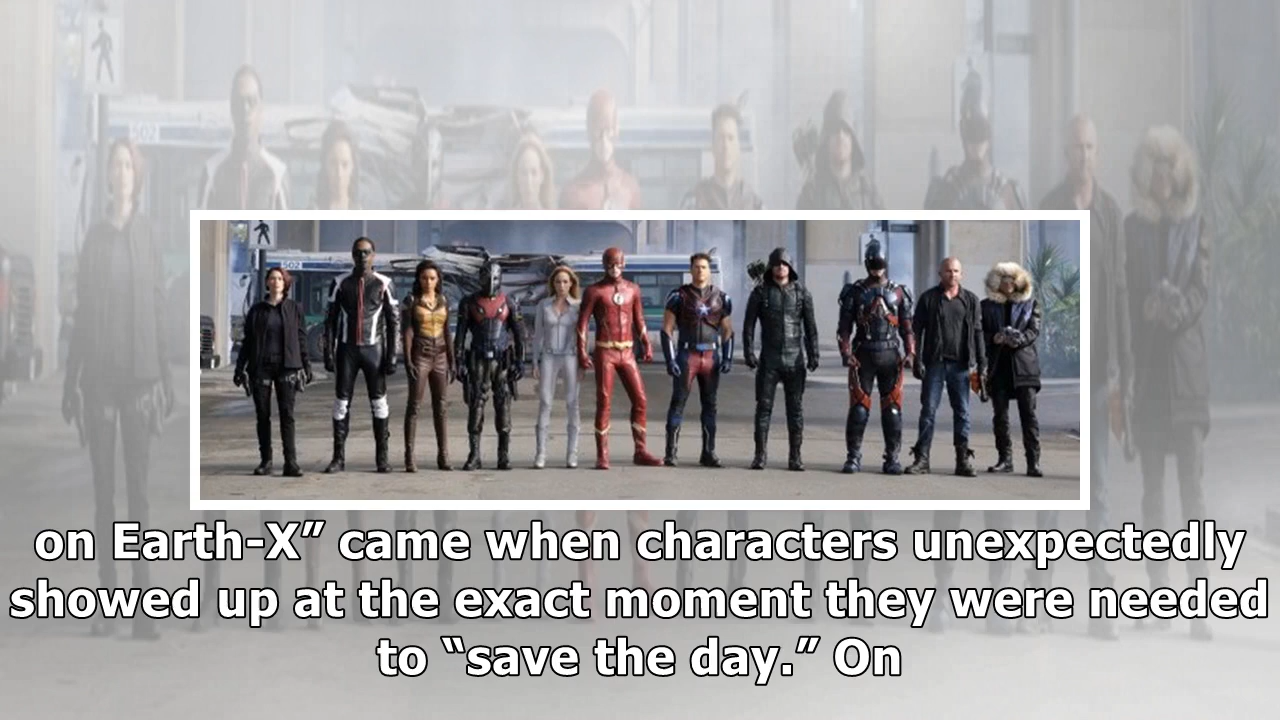 502
on Earth-X” came when characters unexpectedly
showed up at the exact moment they were needed
to “save the day.” On